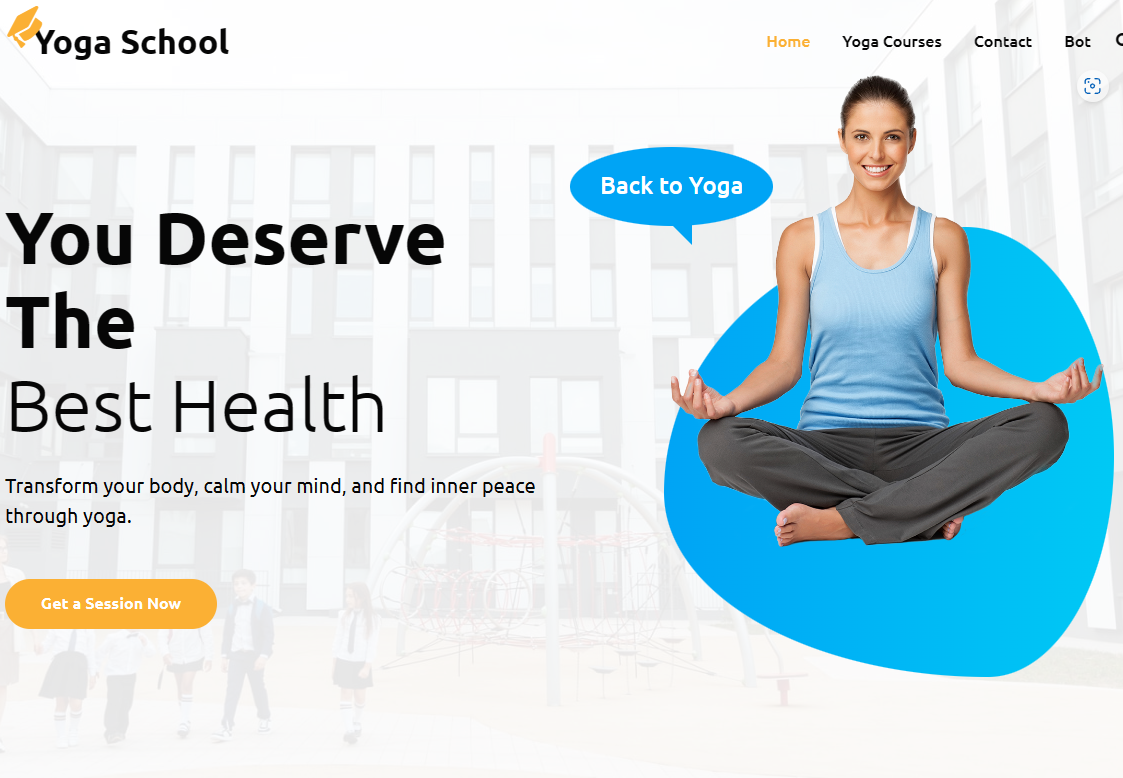 Yoga School
Home
Yoga Courses
Contact
Bot
Back to Yoga
You Deserve
The
Best Health
Transform your body, calm your mind, and find inner peace
through yoga.
Get a Session Now